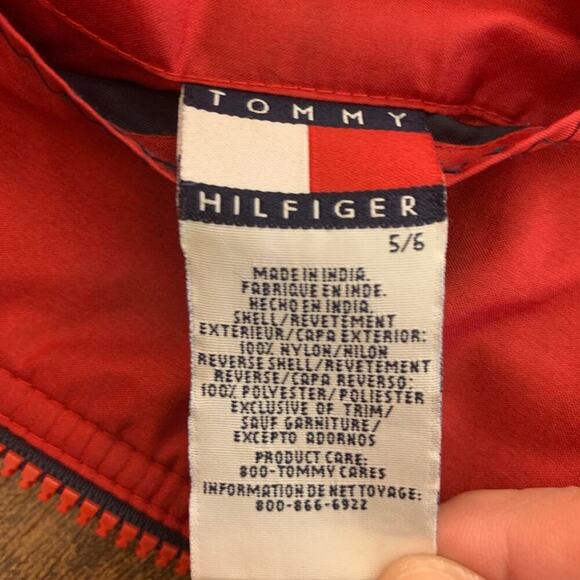 TOMMY
HILFIGER
5/6
MADE IN INDIA.
FABRIQUE EN INDE.
HECHO EN INDIA.
SHELL/REVETEMENT
EXTERIEUR/CAPA EXTERIOR:
100% NYLON/NILON
REVERSE SHELL/REVETEMENT
REVERSE/CAPA REVERSO:
100% POLYESTER/POLIESTER
EXCLUSIVE OF TRIM/
SAUF GARNITURE/
EXCEPTO ADORNOS
PRODUCT CARE:
800-TOMMY CARES
INFORMATION DE NETTOYAGE:
800-866-6922